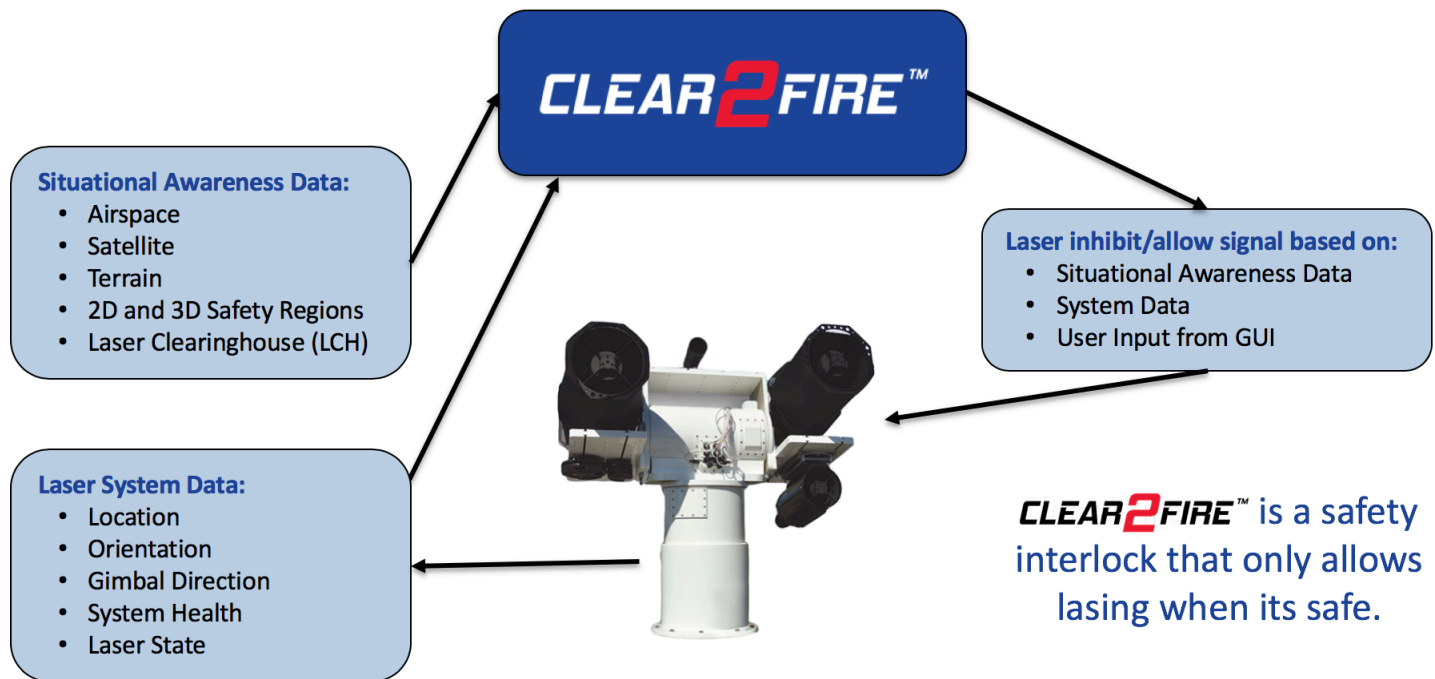 CLEAR2FIRE™
Situational Awareness Data:
• Airspace
• Satellite
• Terrain
• 2D and 3D Safety Regions
• Laser Clearinghouse (LCH)
Laser inhibit/allow signal based on:
• Situational Awareness Data
• System Data
• User Input from GUI
Laser System Data:
• Location
• Orientation
• Gimbal Direction
• System Health
• Laser State
CLEAR2FIRE™ is a safety
interlock that only allows
lasing when its safe.